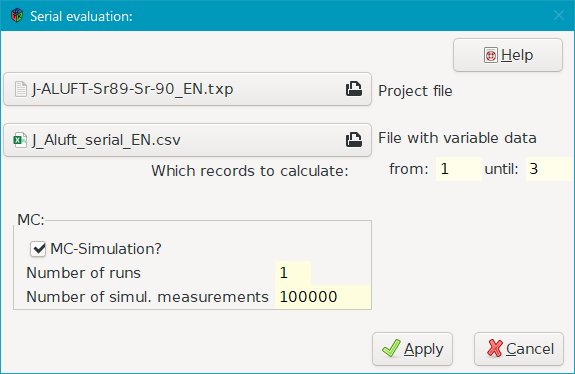 Serial evaluation:
Help
J-ALUFT-Sr89-Sr-90_EN.txp
Project file
J_Aluft_serial_EN.csv
File with variable data
Which records to calculate: from: 1 until: 3
MC:
MC-Simulation?
Number of runs 1
Number of simul. measurements 100000
Apply Cancel